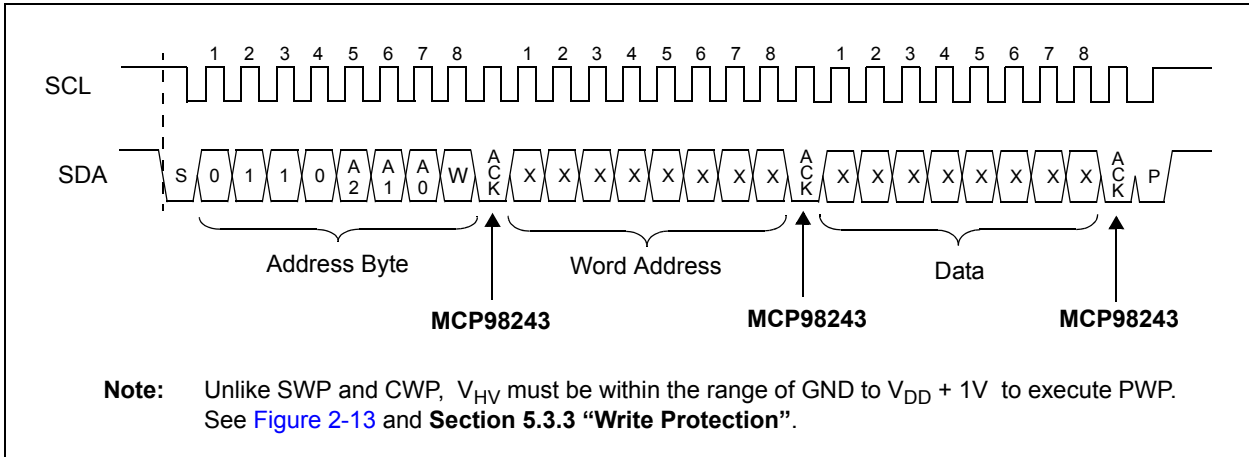 1 2 3 4 5 6 7 8 1 2 3 4 5 6 7 8 1 2 3 4 5 6 7 8
SCL
SDA S 0 1 1 0 A2 A1 A0 W ACK X X X X X X X X ACK X X X X X X X X ACK P
Address Byte Word Address Data
MCP98243 MCP98243 MCP98243
Note: Unlike SWP and CWP, VHV must be within the range of GND to VDD + 1V to execute PWP.
See Figure 2-13 and Section 5.3.3 “Write Protection”.